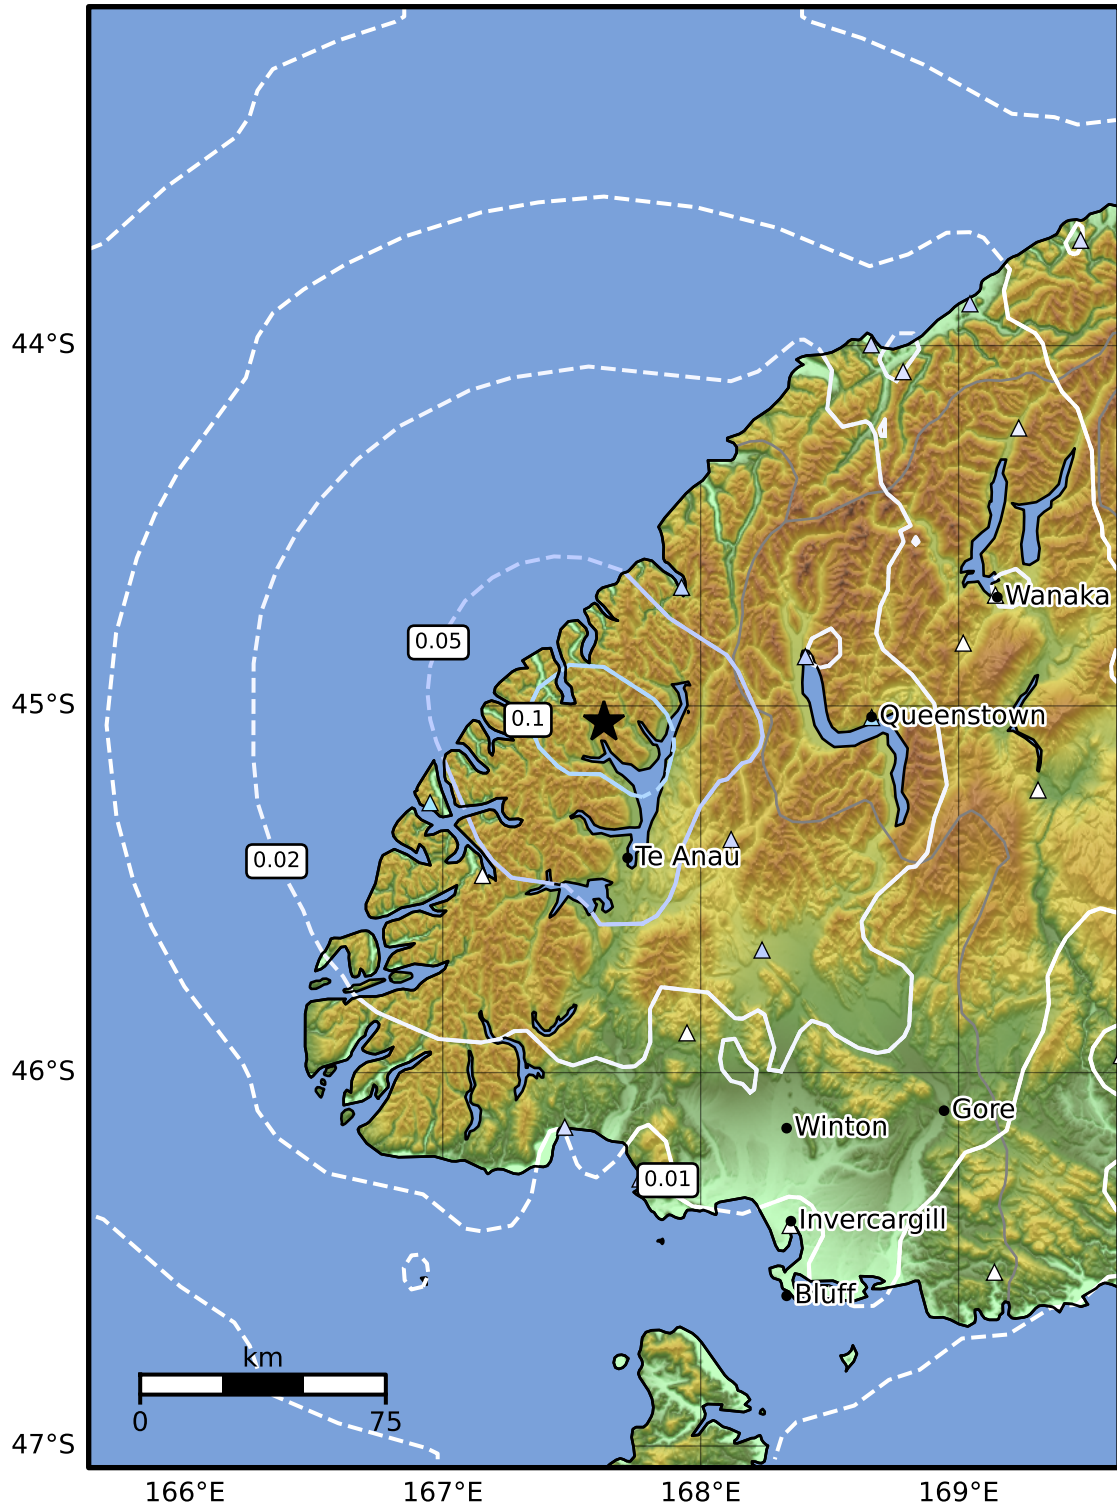 44°S
Wanaka
0.05
45°S
0.1
Queenstown
0.02
Te Anau
46°S
Gore
Winton
0.01
Invercargill
Bluff
km
0 75
47°S
166°E 167°E 168°E 169°E